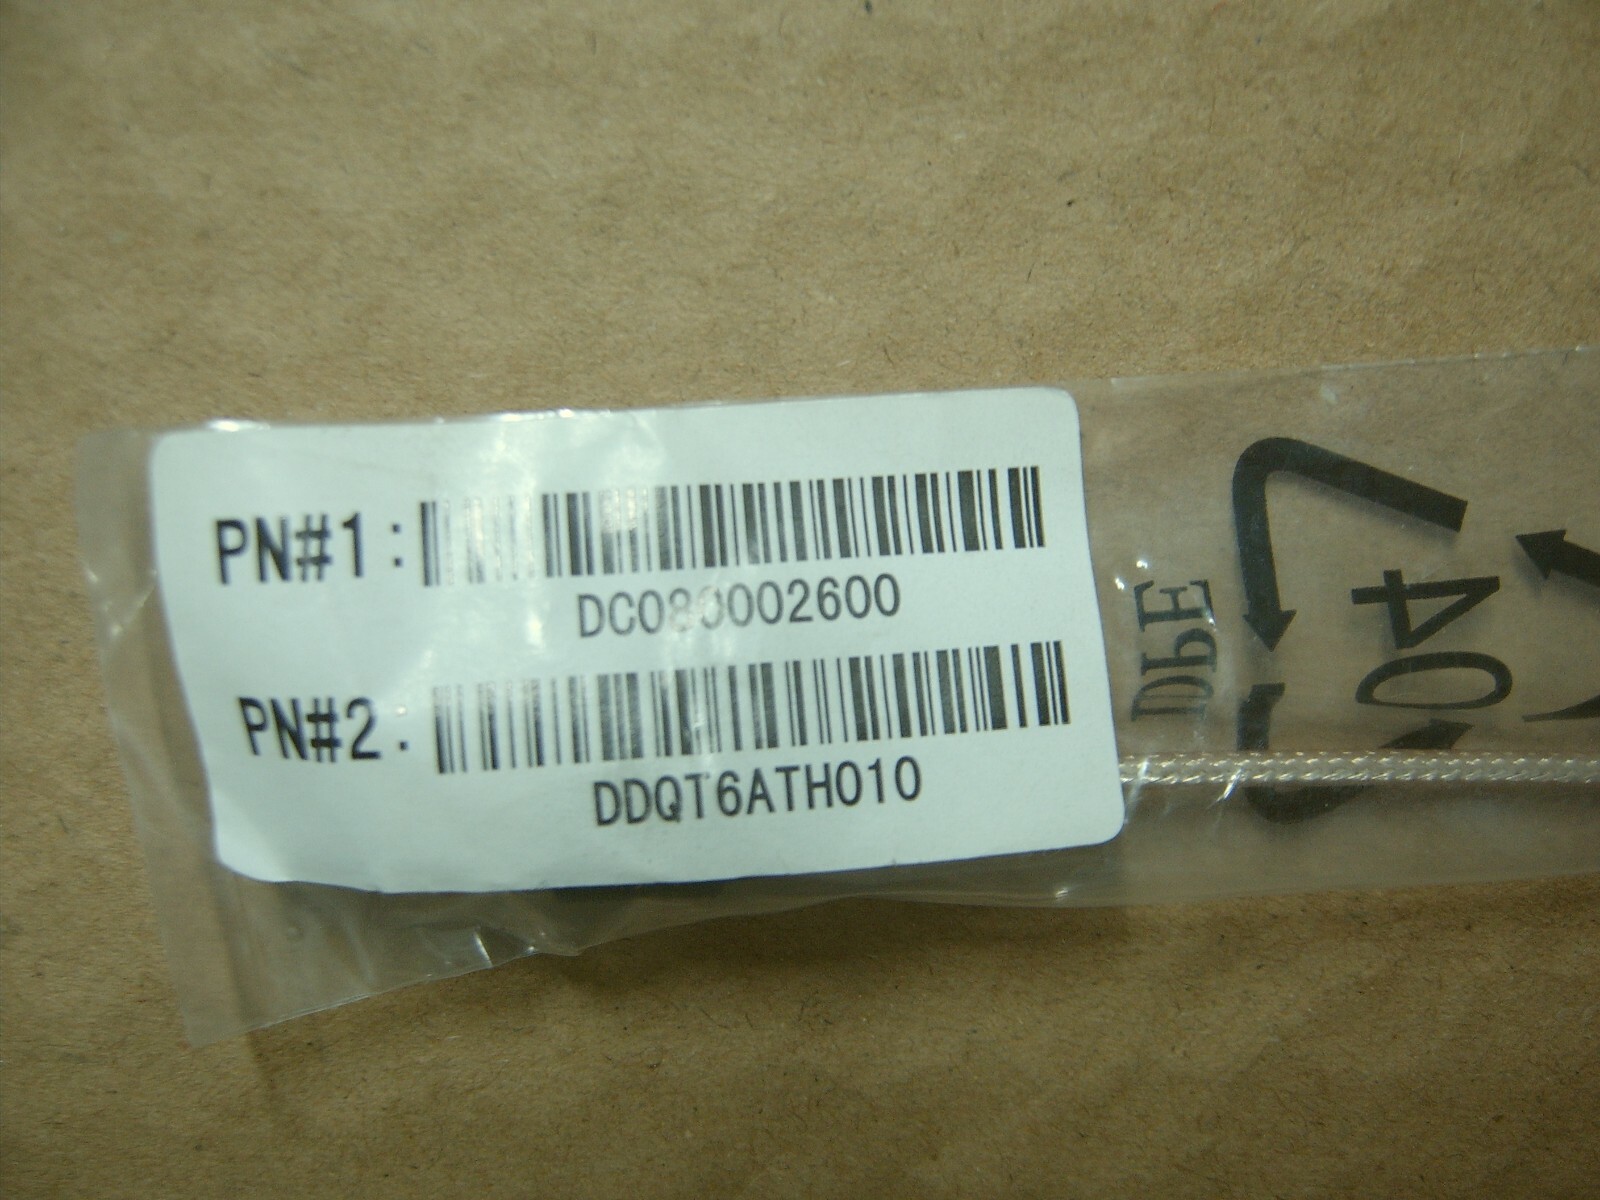 PN#1:
DC080002600
PN#2:
DDQT6ATH010
04
LDPE